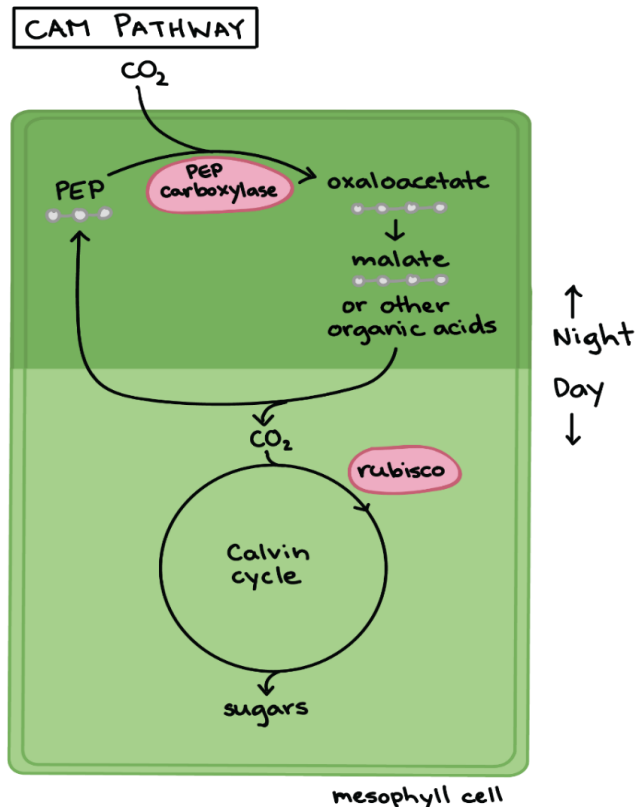 CAM PATHWAY
CO₂
PEP
PEP
carboxylase
oxaloacetate
malate
or other
organic acids
Night
Day
CO₂
rubisco
Calvin
cycle
sugars
mesophyll cell